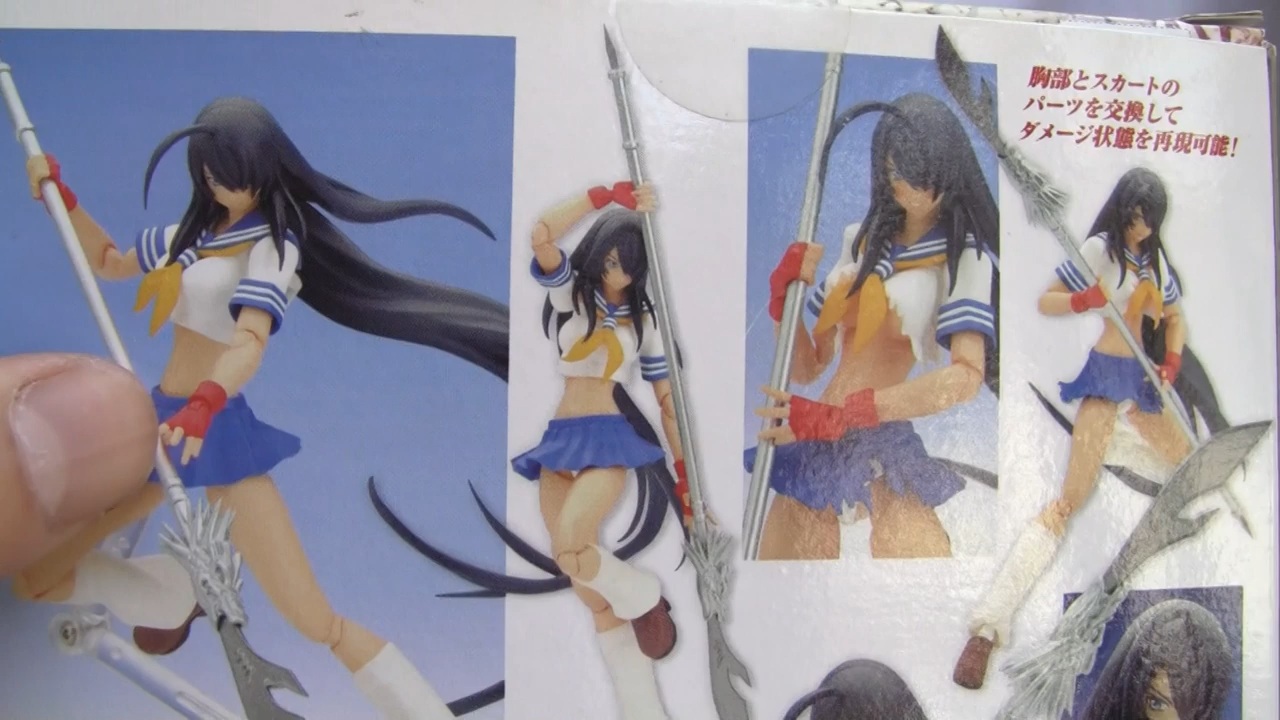 胸部とスカートの
パーツを交換して
ダメージ状態を再現可能!